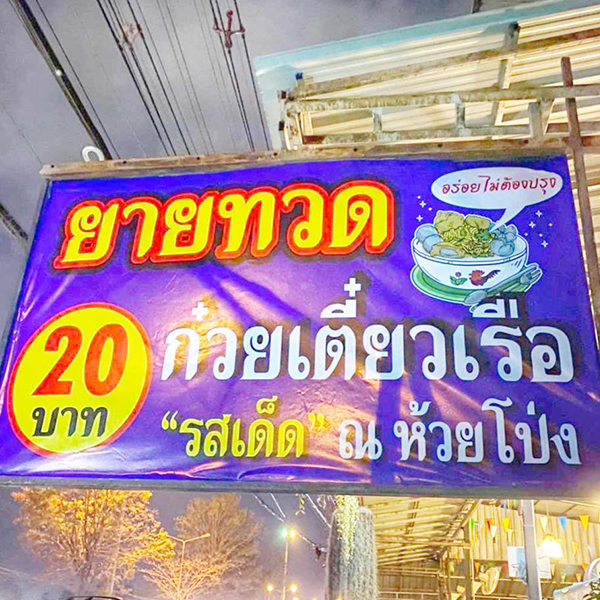 ยายทวด
อร่อยไม่ต้องปรุง
20
บาท
ก๋วยเตี๋ยวเรือ
“รสเด็ด” ณ ห้วยโป่ง